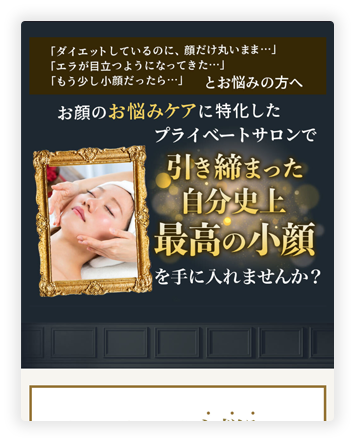 「ダイエットしているのに、顔だけ丸いまま…」
「エラが目立つようになってきた…」
「もう少し小顔だったら…」 とお悩みの方へ
お顔のお悩みケアに特化した
プライベートサロンで
引き締まった
自分史上
最高の小顔
を手に入れませんか？